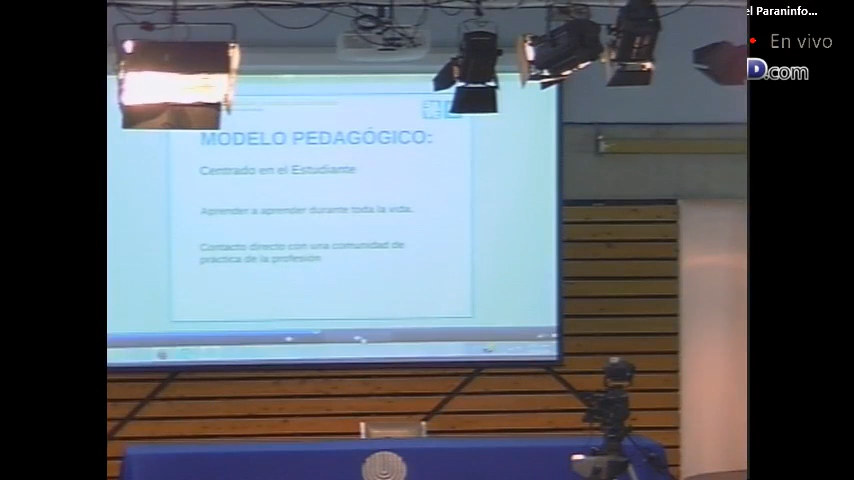 el Paraninfo...
En vivo
D.com
MODELO PEDAGÓGICO:
Centrado en el Estudiante
Aprender a aprender durante toda la vida.
Contacto directo con una comunidad de
práctica de la profesión